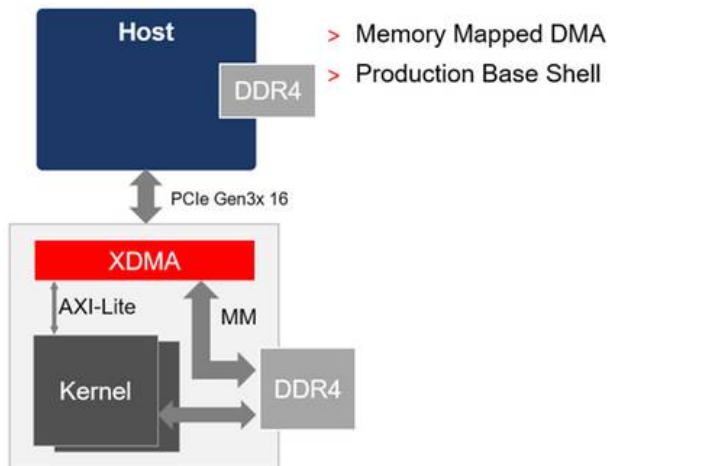 Host
> Memory Mapped DMA
DDR4
> Production Base Shell
PCIe Gen3x 16
XDMA
AXI-Lite
MM
Kernel
DDR4